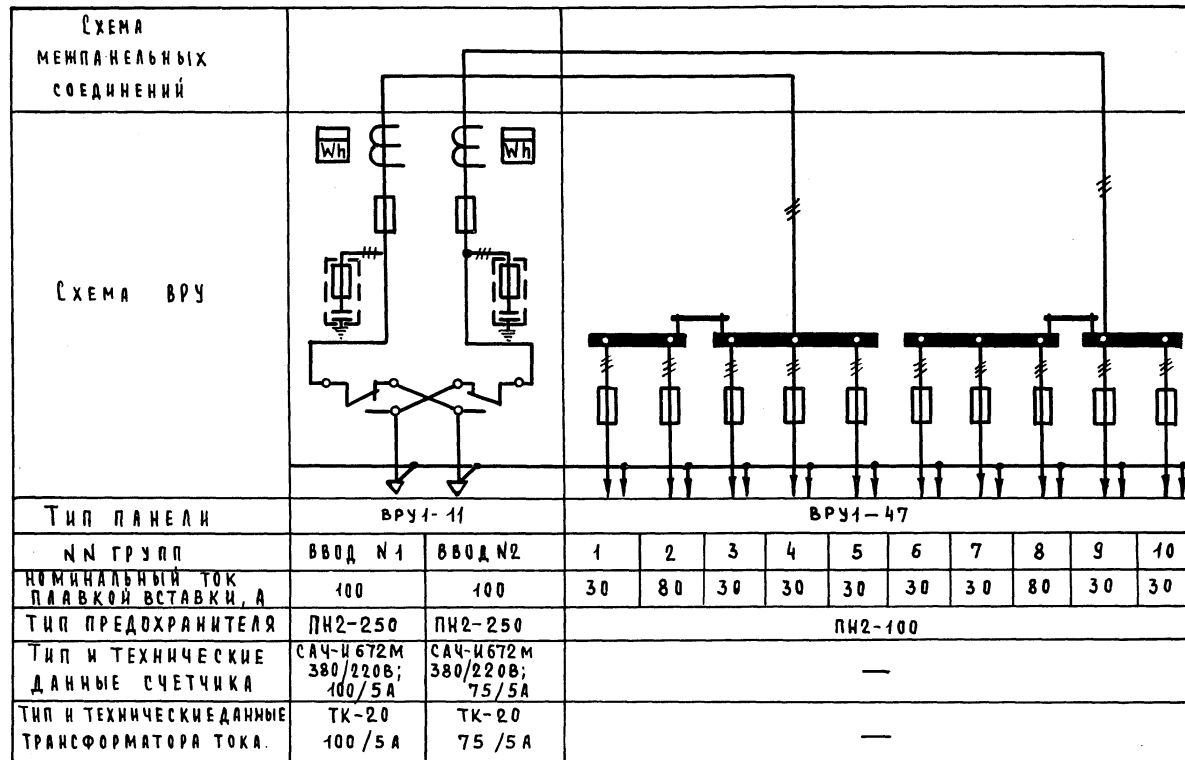 Схема
межпанельных
соединений
Wh Wh
Схема ВРУ
Тип панели ВРУ1-11 ВРУ1-47
NN групп ВВОД N1 ВВОД N2 1 2 3 4 5 6 7 8 9 10
Номинальный ток
плавкой вставки, А 100 100 30 80 30 30 30 30 30 80 30 30
Тип предохранителя ПН2-250 ПН2-250 ПН2-100
Тип и технические
данные счетчика
САЧ-И672М
380/220В;
100/5А
САЧ-И672М
380/220В;
75/5А
—
Тип и технические данные
трансформатора тока.
ТК-20
100/5А
ТК-20
75/5А
—